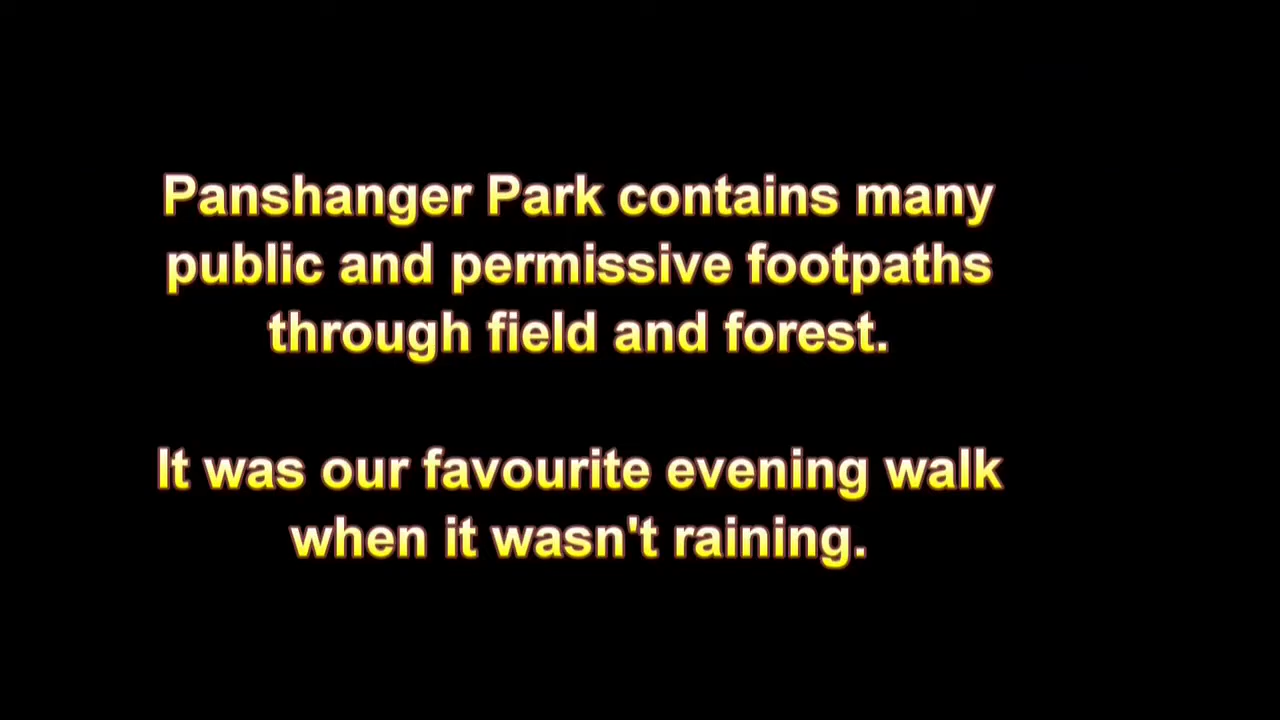 Panshanger Park contains many
public and permissive footpaths
through field and forest.
It was our favourite evening walk
when it wasn't raining.